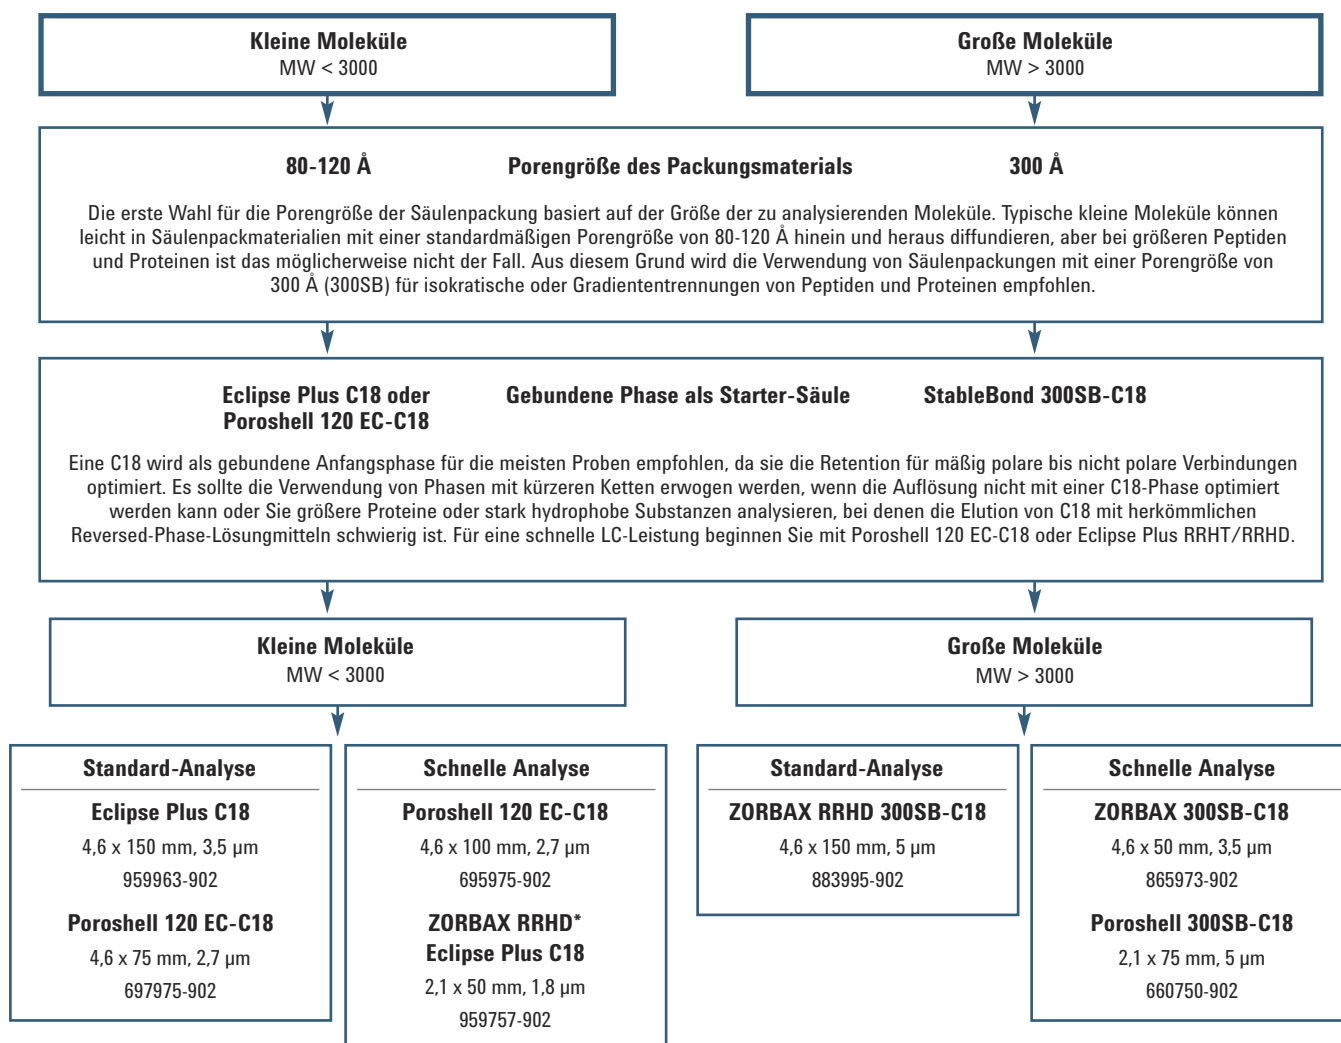 Kleine Moleküle
MW < 3000
Große Moleküle
MW > 3000
80-120 Å
Porengröße des Packungsmaterials
300 Å
Die erste Wahl für die Porengröße der Säulenpackung basiert auf der Größe der zu analysierenden Moleküle. Typische kleine Moleküle können
leicht in Säulenpackmaterialien mit einer standardmäßigen Porengröße von 80-120 Å hinein und heraus diffundieren, aber bei größeren Peptiden
und Proteinen ist das möglicherweise nicht der Fall. Aus diesem Grund wird die Verwendung von Säulenpackungen mit einer Porengröße von
300 Å (300SB) für isokratische oder Gradiententrennungen von Peptiden und Proteinen empfohlen.
Eclipse Plus C18 oder
Poroshell 120 EC-C18
Gebundene Phase als Starter-Säule
StableBond 300SB-C18
Eine C18 wird als gebundene Anfangsphase für die meisten Proben empfohlen, da sie die Retention für mäßig polare bis nicht polare Verbindungen
optimiert. Es sollte die Verwendung von Phasen mit kürzeren Ketten erwogen werden, wenn die Auflösung nicht mit einer C18-Phase optimiert
werden kann oder Sie größere Proteine oder stark hydrophobe Substanzen analysieren, bei denen die Elution von C18 mit herkömmlichen
Reversed-Phase-Lösungmitteln schwierig ist. Für eine schnelle LC-Leistung beginnen Sie mit Poroshell 120 EC-C18 oder Eclipse Plus RRHT/RRHD.
Kleine Moleküle
MW < 3000
Große Moleküle
MW > 3000
Standard-Analyse
Eclipse Plus C18
4,6 x 150 mm, 3,5 µm
959963-902
Poroshell 120 EC-C18
4,6 x 75 mm, 2,7 µm
697975-902
Schnelle Analyse
Poroshell 120 EC-C18
4,6 x 100 mm, 2,7 µm
695975-902
ZORBAX RRHD*
Eclipse Plus C18
2,1 x 50 mm, 1,8 µm
959757-902
Standard-Analyse
ZORBAX RRHD 300SB-C18
4,6 x 150 mm, 5 µm
883995-902
Schnelle Analyse
ZORBAX 300SB-C18
4,6 x 50 mm, 3,5 µm
865973-902
Poroshell 300SB-C18
2,1 x 75 mm, 5 µm
660750-902